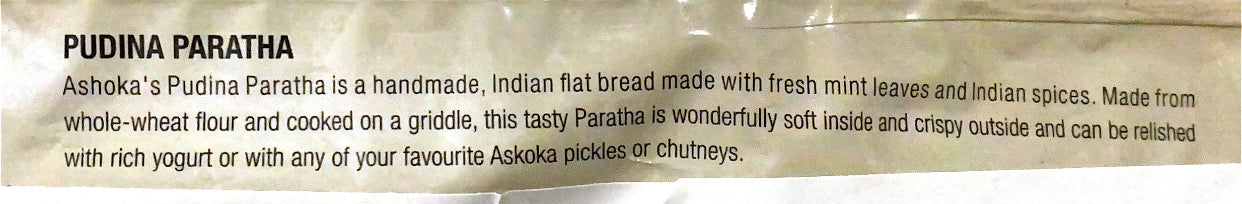 PUDINA PARATHA
Ashoka's Pudina Paratha is a handmade, Indian flat bread made with fresh mint leaves and Indian spices. Made from
whole-wheat flour and cooked on a griddle, this tasty Paratha is wonderfully soft inside and crispy outside and can be relished
with rich yogurt or with any of your favourite Askoka pickles or chutneys.